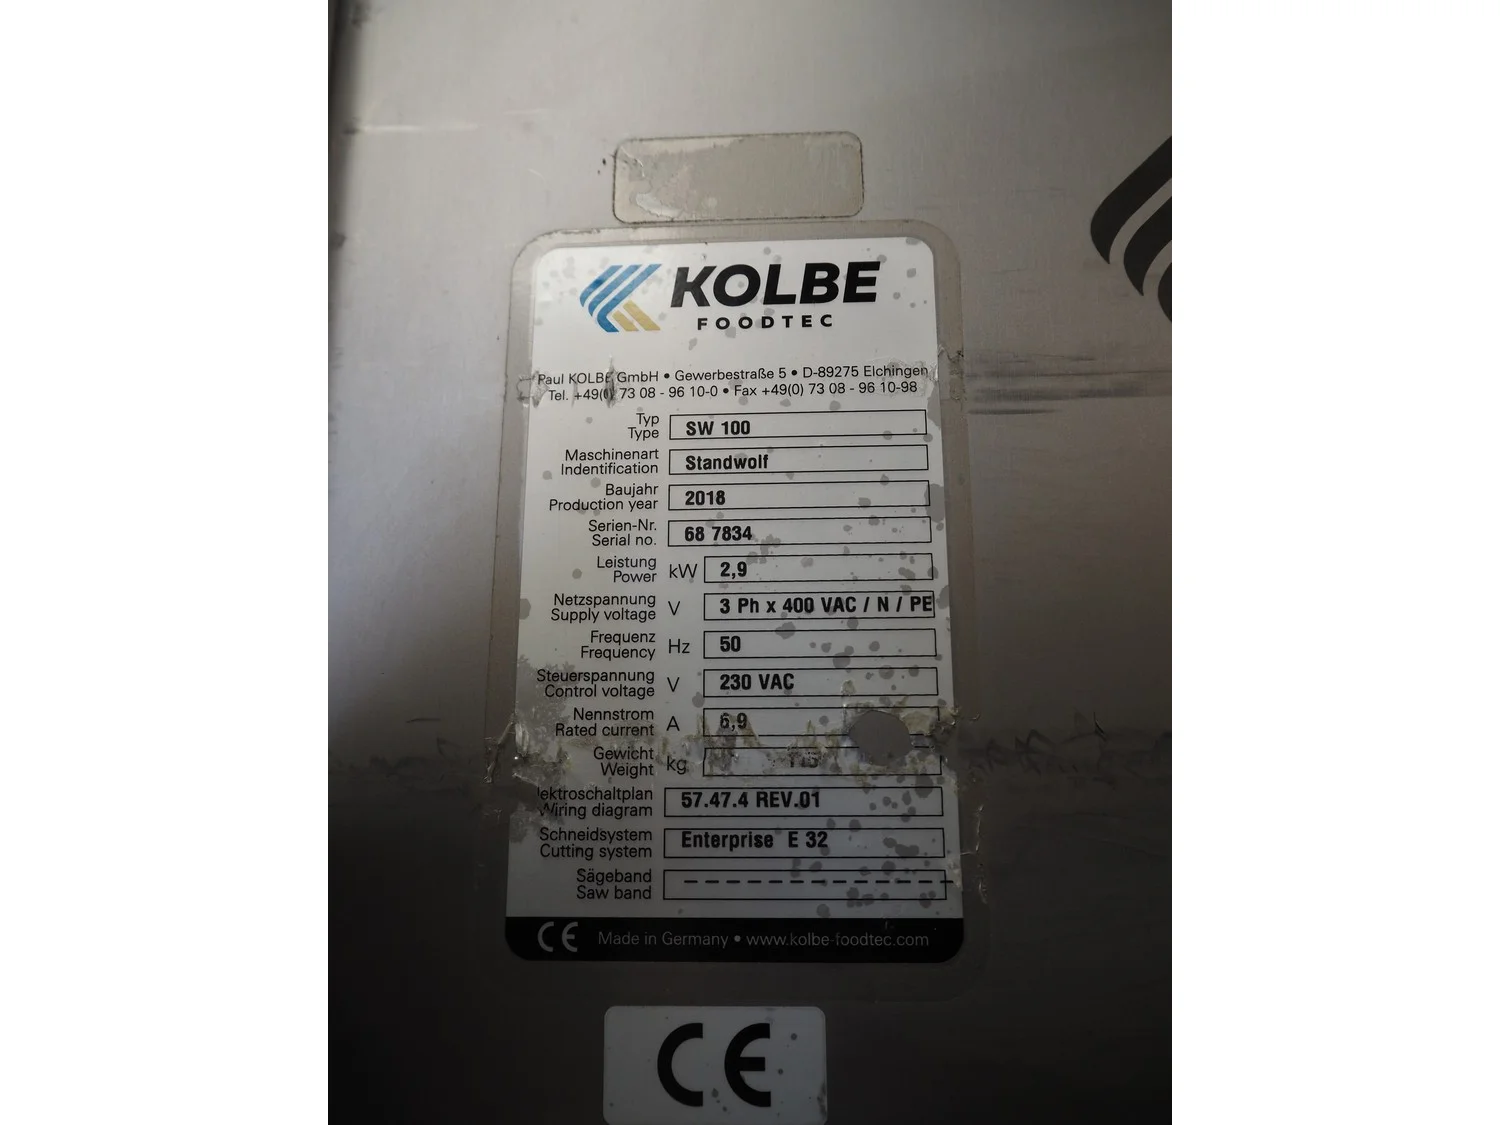 KOLBE
FOODTEC
Paul KOLBE GmbH • Gewerbestraße 5 • D-89275 Elchingen
Tel. +49(0) 73 08 - 96 10-0 • Fax +49(0) 73 08 - 96 10-98
Typ
Type SW 100
Maschinenart
Indentification Standwolf
Baujahr
Production year 2018
Serien-Nr.
Serial no. 68 7834
Leistung
Power kW 2,9
Netzspannung
Supply voltage V 3 Ph x 400 VAC / N / PE
Frequenz
Frequency Hz 50
Steuerspannung
Control voltage V 230 VAC
Nennstrom
Rated current A 6,9
Gewicht
Weight kg
ektroschaltplan
Wiring diagram 57.47.4 REV.01
Schneidsystem
Cutting system Enterprise E 32
Sägeband
Saw band - - - - - - - - - - - - -
CE Made in Germany • www.kolbe-foodtec.com
CE